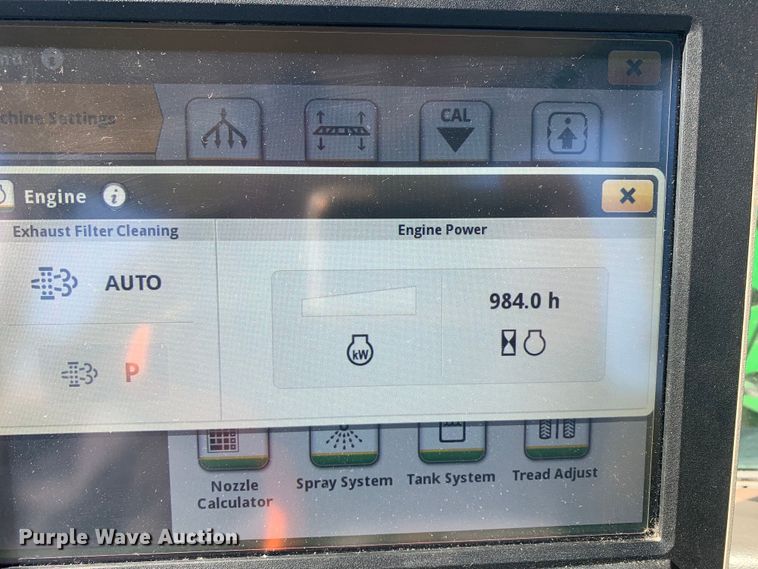 nu i
chine Settings
CAL
Engine i
Exhaust Filter Cleaning
Engine Power
AUTO
984.0 h
kW
P
Nozzle
Calculator
Spray System
Tank System
Tread Adjust
Purple Wave Auction